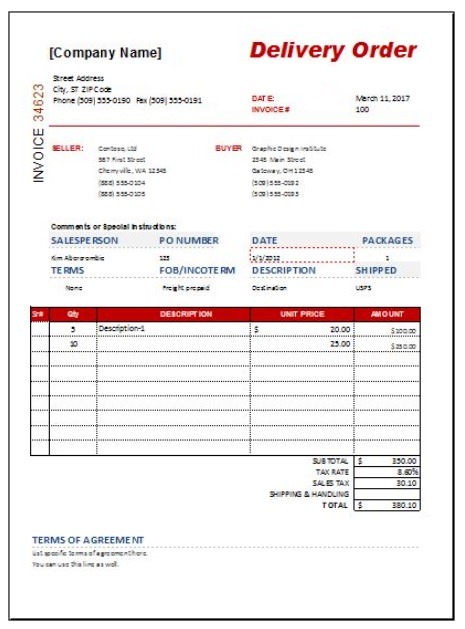 [Company Name]
Delivery Order
Street Address
City, ST ZIP Code
Phone (509) 555-0190 Fax (509) 555-0191
DATE: March 11, 2017
INVOICE # 100
INVOICE 34623
SELLER: Contoso, Ltd
567 First Street
Cherryville, WA 12345
(555) 555-0104
(555) 555-0105
BUYER Graphic Design Institute
2345 Main Street
Gateway, OH 12345
(509) 555-0192
(509) 555-0193
Comments or Special Instructions:
SALESPERSON PO NUMBER DATE PACKAGES
Kim Abercrombie 123 1/1/2012 1
TERMS FOB/INCOTERM DESCRIPTION SHIPPED
None Freight prepaid Destination USPS
Sr# Qty DESCRIPTION UNIT PRICE AMOUNT
5 Description-1 $ 20.00 $100.00
10 25.00 $250.00
SUBTOTAL $ 350.00
TAX RATE 8.60%
SALES TAX 30.10
SHIPPING & HANDLING
TOTAL $ 380.10
TERMS OF AGREEMENT
List specific terms of agreement here.
You can use this line as well.